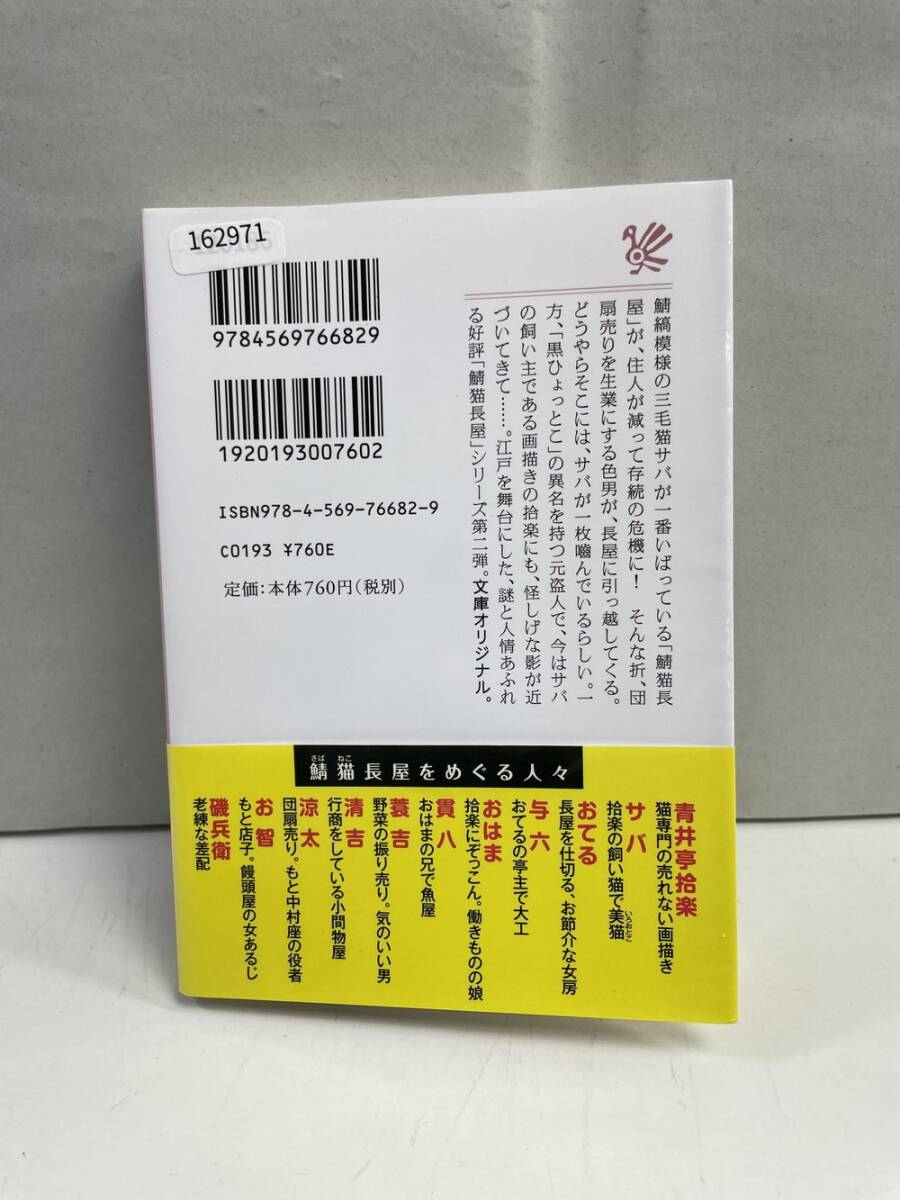 162971
9784569766829
1920193007602
ISBN978-4-569-76682-9
C0193 ¥760E
定価:本体760円(税別)
鯖縞模様の三毛猫サバが一番いばっている「鯖猫長
屋」が、住人が減って存続の危機に! そんな折、団
扇売りを生業にする色男が、長屋に引っ越してくる。
どうやらそこには、サバが一枚嚙んでいるらしい。一
方、「黒ひょっとこ」の異名を持つ元盗人で、今はサバ
の飼い主である画描きの拾楽にも、怪しげな影が近
づいてきて……。江戸を舞台にした、謎と人情あふれ
る好評「鯖猫長屋」シリーズ第二弾。文庫オリジナル。
鯖猫長屋をめぐる人々
さば ねこ
青井亭拾楽
猫専門の売れない画描き
サバ
拾楽の飼い猫で美猫
いろおとこ
おてる
長屋を仕切る、お節介な女房
与六
おてるの亭主で大工
おはま
拾楽にぞっこん。働きものの娘
貫八
おはまの兄で魚屋
蓑吉
野菜の振り売り。気のいい男
清吉
行商をしている小間物屋
涼太
団扇売り。もと中村座の役者
お智
もと店子。饅頭屋の女あるじ
磯兵衛
老練な差配